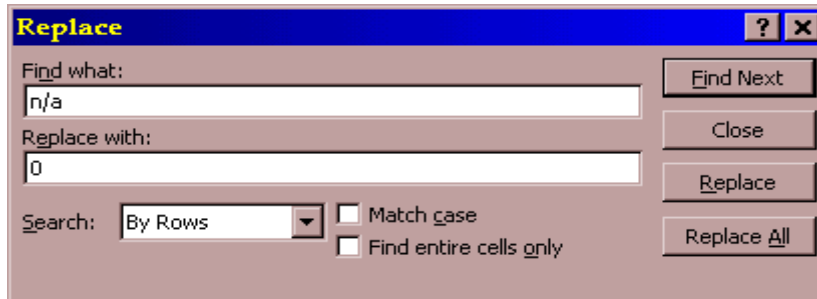 Replace
Find what:
n/a
Replace with:
0
Search: By Rows
Match case
Find entire cells only
Find Next
Close
Replace
Replace All